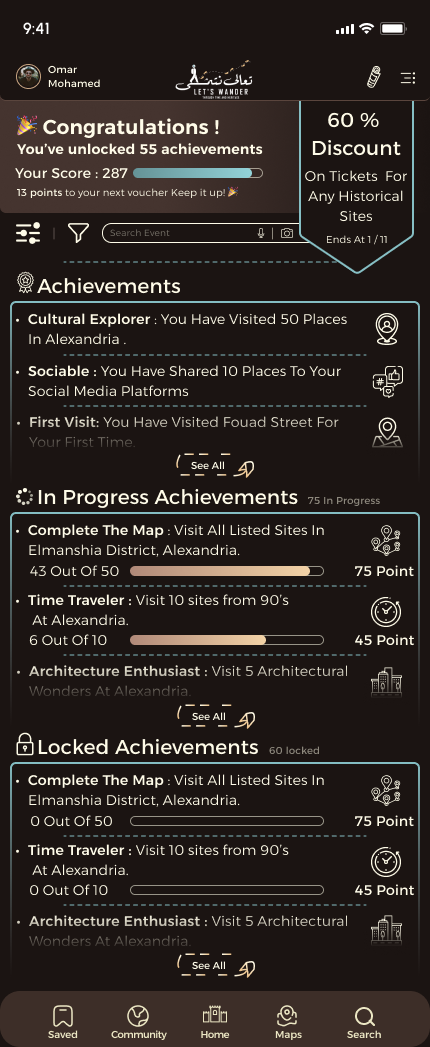 9:41
Omar
Mohamed
تعالى نتمشى
LET'S WANDER
Congratulations !
You've unlocked 55 achievements
Your Score : 287
13 points to your next voucher Keep it up!
60 %
Discount
On Tickets For
Any Historical
Sites
Ends At 1 / 11
Search Event
Achievements
• Cultural Explorer : You Have Visited 50 Places
In Alexandria .
• Sociable : You Have Shared 10 Places To Your
Social Media Platforms
• First Visit: You Have Visited Fouad Street For
Your First Time.
See All
In Progress Achievements 75 In Progress
• Complete The Map : Visit All Listed Sites In
Elmanshia District, Alexandria.
43 Out Of 50 75 Point
• Time Traveler : Visit 10 sites from 90's
At Alexandria.
6 Out Of 10 45 Point
• Architecture Enthusiast : Visit 5 Architectural
Wonders At Alexandria.
See All
Locked Achievements 60 locked
• Complete The Map : Visit All Listed Sites In
Elmanshia District, Alexandria.
0 Out Of 50 75 Point
• Time Traveler : Visit 10 sites from 90's
At Alexandria.
0 Out Of 10 45 Point
• Architecture Enthusiast : Visit 5 Architectural
Wonders At Alexandria.
See All
Saved Community Home Maps Search